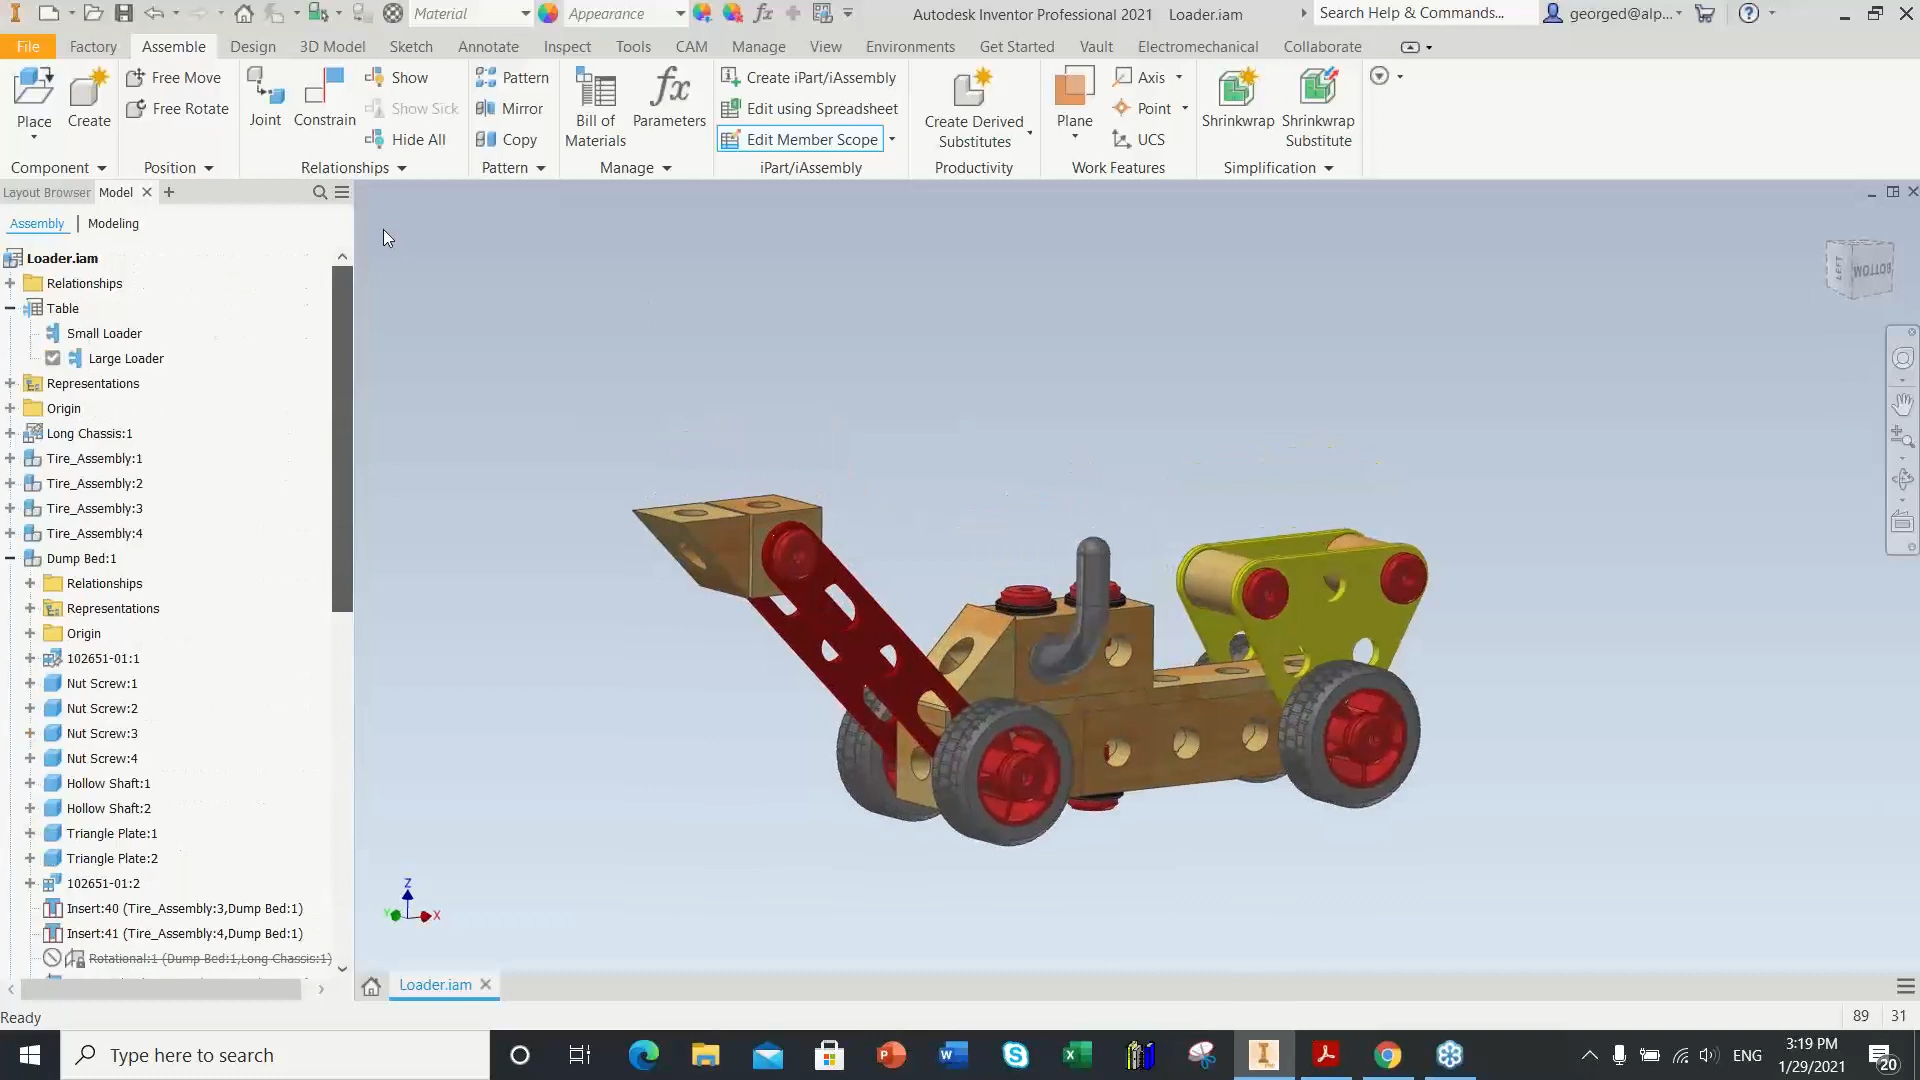 Material
Appearance
fx
Autodesk Inventor Professional 2021 Loader.iam
Search Help & Commands...
georged@alp...
File
Factory
Assemble
Design
3D Model
Sketch
Annotate
Inspect
Tools
CAM
Manage
View
Environments
Get Started
Vault
Electromechanical
Collaborate
Place
Create
Free Move
Free Rotate
Joint
Constrain
Show
Show Sick
Hide All
Pattern
Mirror
Copy
Bill of
Materials
fx
Parameters
Create iPart/iAssembly
Edit using Spreadsheet
Edit Member Scope
Create Derived
Substitutes
Plane
Axis
Point
UCS
Shrinkwrap
Shrinkwrap
Substitute
Component
Position
Relationships
Pattern
Manage
iPart/iAssembly
Productivity
Work Features
Simplification
Layout Browser
Model
Assembly
Modeling
Loader.iam
Relationships
Table
Small Loader
Large Loader
Representations
Origin
Long Chassis:1
Tire_Assembly:1
Tire_Assembly:2
Tire_Assembly:3
Tire_Assembly:4
Dump Bed:1
Relationships
Representations
Origin
102651-01:1
Nut Screw:1
Nut Screw:2
Nut Screw:3
Nut Screw:4
Hollow Shaft:1
Hollow Shaft:2
Triangle Plate:1
Triangle Plate:2
102651-01:2
Insert:40 (Tire_Assembly:3,Dump Bed:1)
Insert:41 (Tire_Assembly:4,Dump Bed:1)
Rotational:1 (Dump Bed:1,Long Chassis:1)
LEFT
BOTTOM
Z
Y
X
Loader.iam
Ready
89
31
Type here to search
ENG
3:19 PM
1/29/2021
20